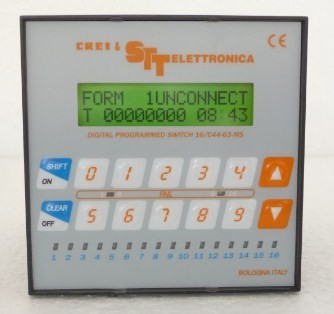 CREI & STT ELETTRONICA CE
FORM 1UNCONNECT
T 00000000 08:43
DIGITAL PROGRAMMED SWITCH 16/C44-63-NS
SHIFT 0 1 2 3 4
ON
FAIL
CLEAR 5 6 7 8 9
OFF
1 2 3 4 5 6 7 8 9 10 11 12 13 14 15 16
BOLOGNA ITALY